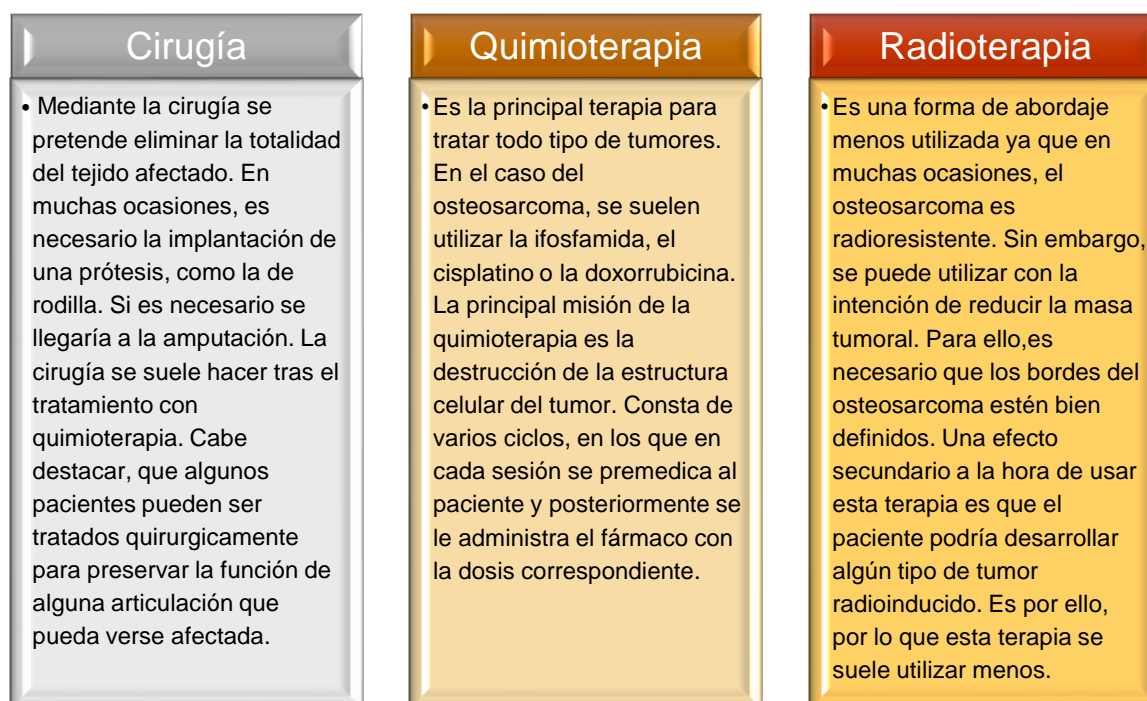 Cirugía
• Mediante la cirugía se
pretende eliminar la totalidad
del tejido afectado. En
muchas ocasiones, es
necesario la implantación de
una prótesis, como la de
rodilla. Si es necesario se
llegaría a la amputación. La
cirugía se suele hacer tras el
tratamiento con
quimioterapia. Cabe
destacar, que algunos
pacientes pueden ser
tratados quirurgicamente
para preservar la función de
alguna articulación que
pueda verse afectada.
Quimioterapia
• Es la principal terapia para
tratar todo tipo de tumores.
En el caso del
osteosarcoma, se suelen
utilizar la ifosfamida, el
cisplatino o la doxorrubicina.
La principal misión de la
quimioterapia es la
destrucción de la estructura
celular del tumor. Consta de
varios ciclos, en los que en
cada sesión se premedica al
paciente y posteriormente se
le administra el fármaco con
la dosis correspondiente.
Radioterapia
• Es una forma de abordaje
menos utilizada ya que en
muchas ocasiones, el
osteosarcoma es
radioresistente. Sin embargo,
se puede utilizar con la
intención de reducir la masa
tumoral. Para ello,es
necesario que los bordes del
osteosarcoma estén bien
definidos. Una efecto
secundario a la hora de usar
esta terapia es que el
paciente podría desarrollar
algún tipo de tumor
radioinducido. Es por ello,
por lo que esta terapia se
suele utilizar menos.